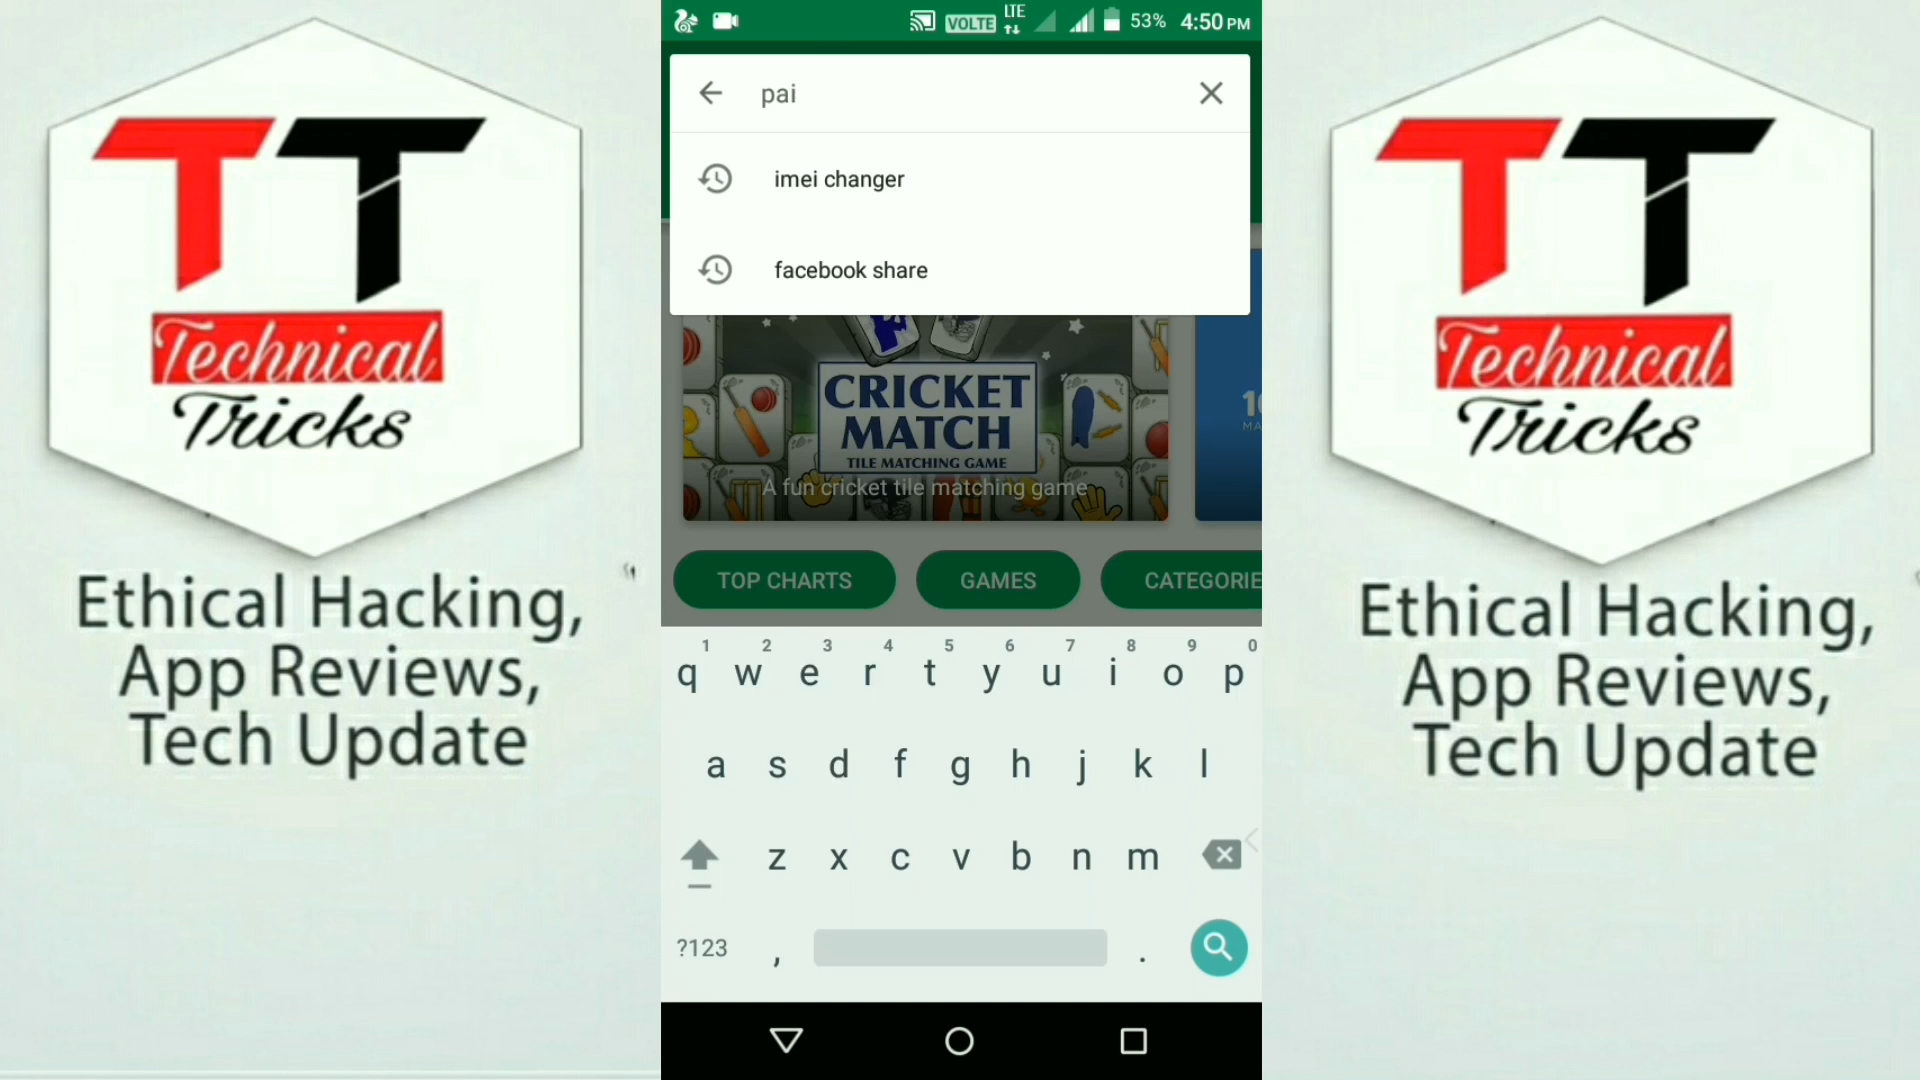 TT
Technical
Tricks
Ethical Hacking,
App Reviews,
Tech Update
VOLTE LTE 53% 4:50 PM
pai
imei changer
facebook share
CRICKET
MATCH
TILE MATCHING GAME
A fun cricket tile matching game
TOP CHARTS GAMES CATEGORIE
1 2 3 4 5 6 7 8 9 0
q w e r t y u i o p
a s d f g h j k l
z x c v b n m
?123 , .
TT
Technical
Tricks
Ethical Hacking,
App Reviews,
Tech Update